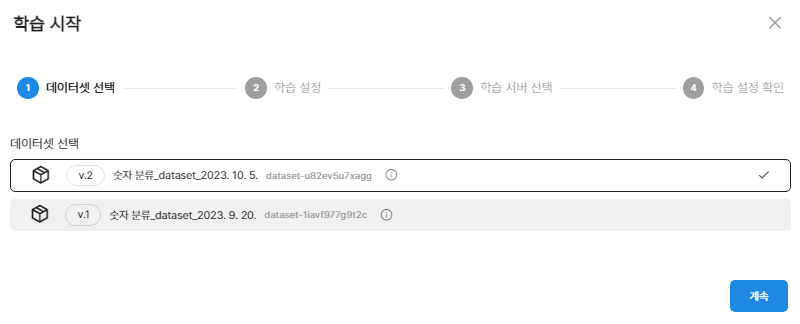 학습 시작
1 데이터셋 선택 2 학습 설정 3 학습 서버 선택 4 학습 설정 확인
데이터셋 선택
v.2 숫자 분류_dataset_2023. 10. 5. dataset-u82ev5u7xagg
v.1 숫자 분류_dataset_2023. 9. 20. dataset-1iavf977g9t2c
계속